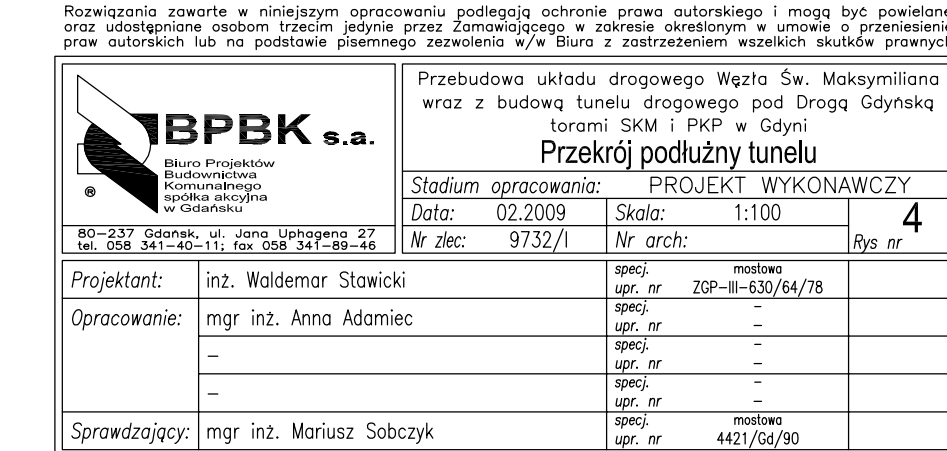 Rozwiązania zawarte w niniejszym opracowaniu podlegają ochronie prawa autorskiego i mogą być powielane
oraz udostępniane osobom trzecim jedynie przez Zamawiającego w zakresie określonym w umowie o przeniesienie
praw autorskich lub na podstawie pisemnego zezwolenia w/w Biura z zastrzeżeniem wszelkich skutków prawnych
BPBK s.a.
Biuro Projektów
Budownictwa
Komunalnego
spółka akcyjna
w Gdańsku
®
80-237 Gdańsk, ul. Jana Uphagena 27
tel. 058 341-40-11; fax 058 341-89-46
Przebudowa układu drogowego Węzła Św. Maksymiliana
wraz z budową tunelu drogowego pod Drogą Gdyńską
torami SKM i PKP w Gdyni
Przekrój podłużny tunelu
Stadium opracowania: PROJEKT WYKONAWCZY
Data: 02.2009 Skala: 1:100
Nr zlec: 9732/I Nr arch: Rys nr 4
Projektant: inż. Waldemar Stawicki specj. mostowa
upr. nr ZGP-III-630/64/78
Opracowanie: mgr inż. Anna Adamiec specj. -
upr. nr -
- specj. -
upr. nr -
- specj. -
upr. nr -
Sprawdzający: mgr inż. Mariusz Sobczyk specj. mostowa
upr. nr 4421/Gd/90